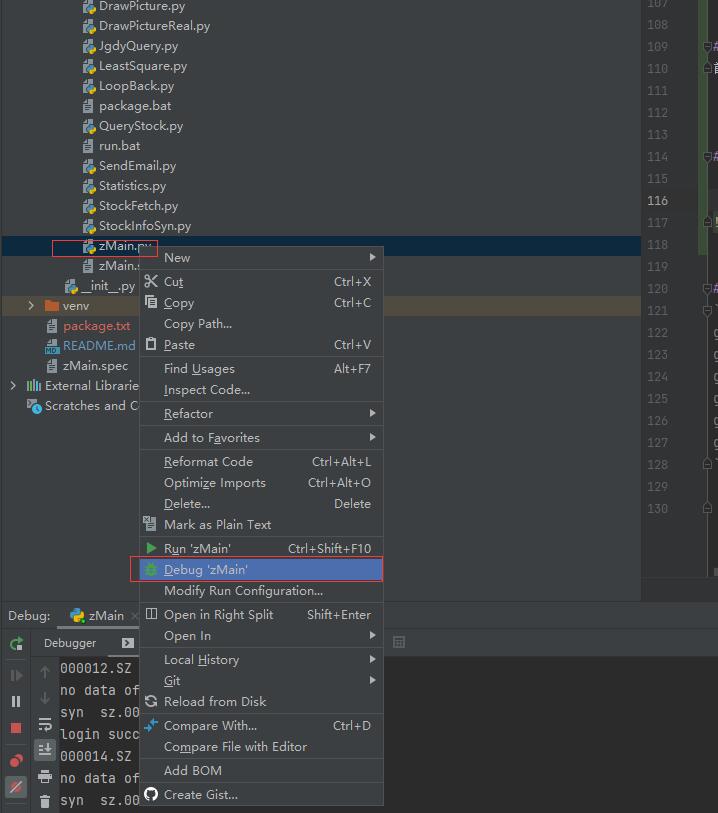 DrawPicture.py
DrawPictureReal.py
JgdyQuery.py
LeastSquare.py
LoopBack.py
package.bat
QueryStock.py
run.bat
SendEmail.py
Statistics.py
StockFetch.py
StockInfoSyn.py
zMain.py
zMain.s
__init__.py
venv
package.txt
README.md
zMain.spec
External Librarie
Scratches and C
New
Cut Ctrl+X
Copy Ctrl+C
Copy Path...
Paste Ctrl+V
Find Usages Alt+F7
Inspect Code...
Refactor
Add to Favorites
Reformat Code Ctrl+Alt+L
Optimize Imports Ctrl+Alt+O
Delete... Delete
Mark as Plain Text
Run 'zMain' Ctrl+Shift+F10
Debug 'zMain'
Modify Run Configuration...
Open in Right Split Shift+Enter
Open In
Local History
Git
Reload from Disk
Compare With... Ctrl+D
Compare File with Editor
Add BOM
Create Gist...
107
108
109 #
110
111
112
113
114 #
115
116
117
118
119
120 #
121
122 g
123 g
124 g
125 g
126 g
127 g
128
129
130
Debug: zMain
Debugger
000012.SZ
no data of
syn sz.00
login succ
000014.SZ
no data of
syn sz.00